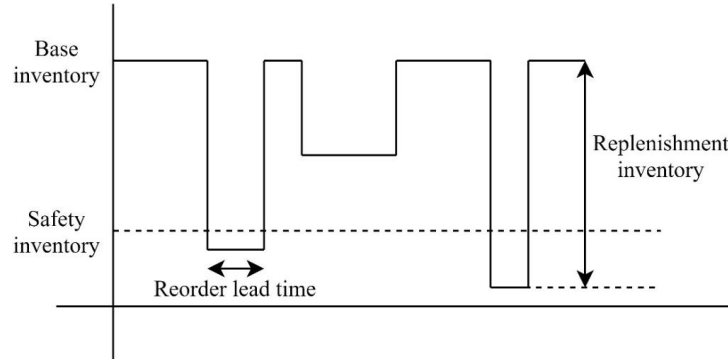 Base
inventory
Replenishment
inventory
Safety
inventory
Reorder lead time